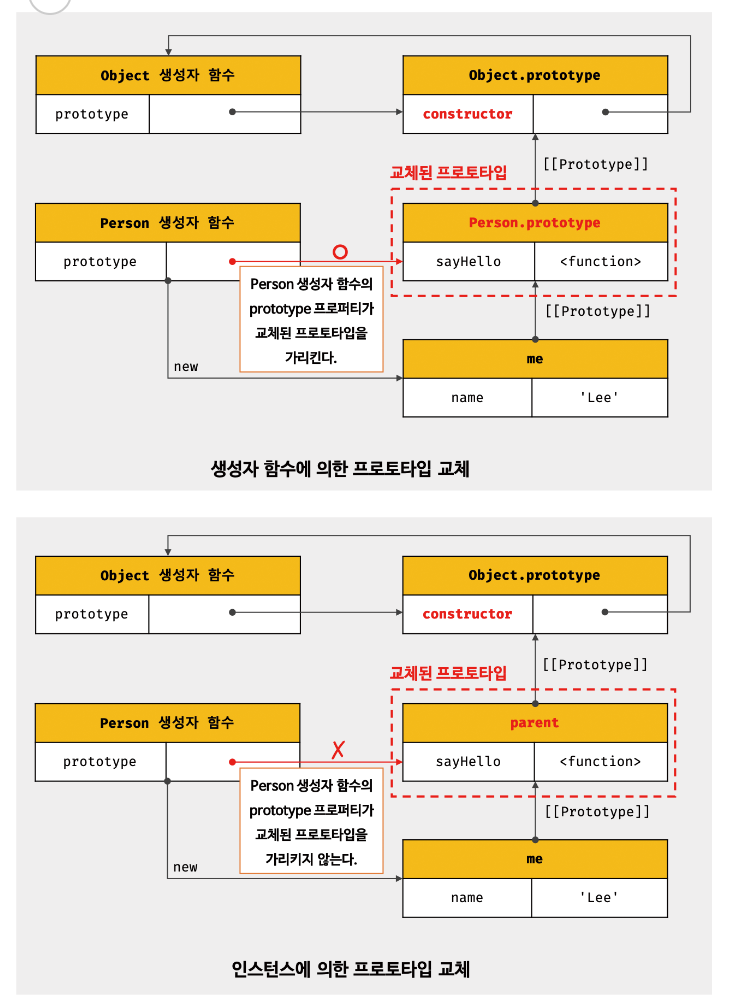 Object 생성자 함수
Object.prototype
prototype
constructor
[[Prototype]]
교체된 프로토타입
Person 생성자 함수
Person.prototype
prototype
sayHello
<function>
Person 생성자 함수의
prototype 프로퍼티가
교체된 프로토타입을
가리킨다.
[[Prototype]]
new
me
name
'Lee'
생성자 함수에 의한 프로토타입 교체
Object 생성자 함수
Object.prototype
prototype
constructor
[[Prototype]]
교체된 프로토타입
Person 생성자 함수
parent
prototype
sayHello
<function>
Person 생성자 함수의
prototype 프로퍼티가
교체된 프로토타입을
가리키지 않는다.
[[Prototype]]
new
me
name
'Lee'
인스턴스에 의한 프로토타입 교체